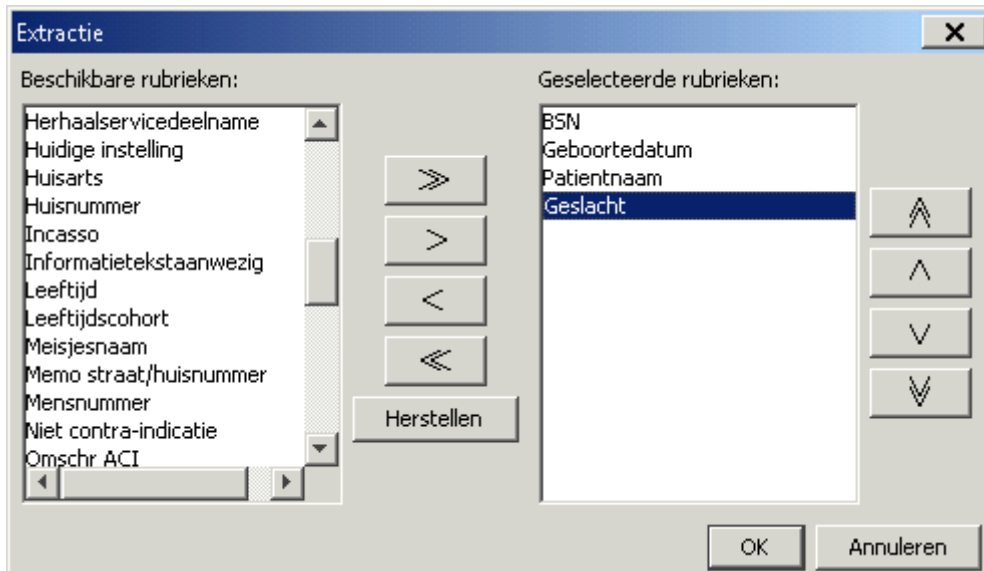 Extractie
Beschikbare rubrieken:
Herhaalservicedeelname
Huidige instelling
Huisarts
Huisnummer
Incasso
Informatietekstaanwezig
Leeftijd
Leeftijdscohort
Meisjesnaam
Memo straat/huisnummer
Mensnummer
Niet contra-indicatie
Omschr ACI
>>
>
<
<<
Herstellen
Geselecteerde rubrieken:
BSN
Geboortedatum
Patientnaam
Geslacht
OK
Annuleren